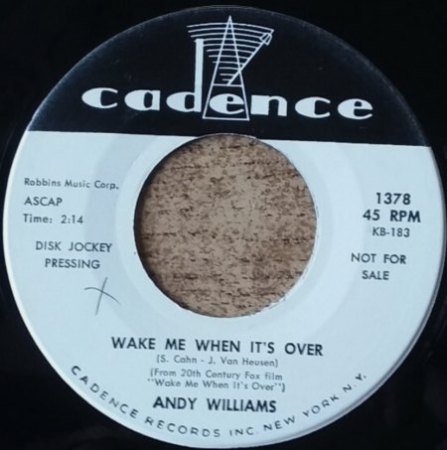 cadence
Robbins Music Corp.
ASCAP
Time: 2:14
DISK JOCKEY
PRESSING
1378
45 RPM
KB-183
NOT FOR
SALE
WAKE ME WHEN IT'S OVER
(S. Cahn - J. Van Heusen)
(From 20th Century Fox film
"Wake Me When It's Over")
ANDY WILLIAMS
CADENCE RECORDS INC. NEW YORK N.Y.